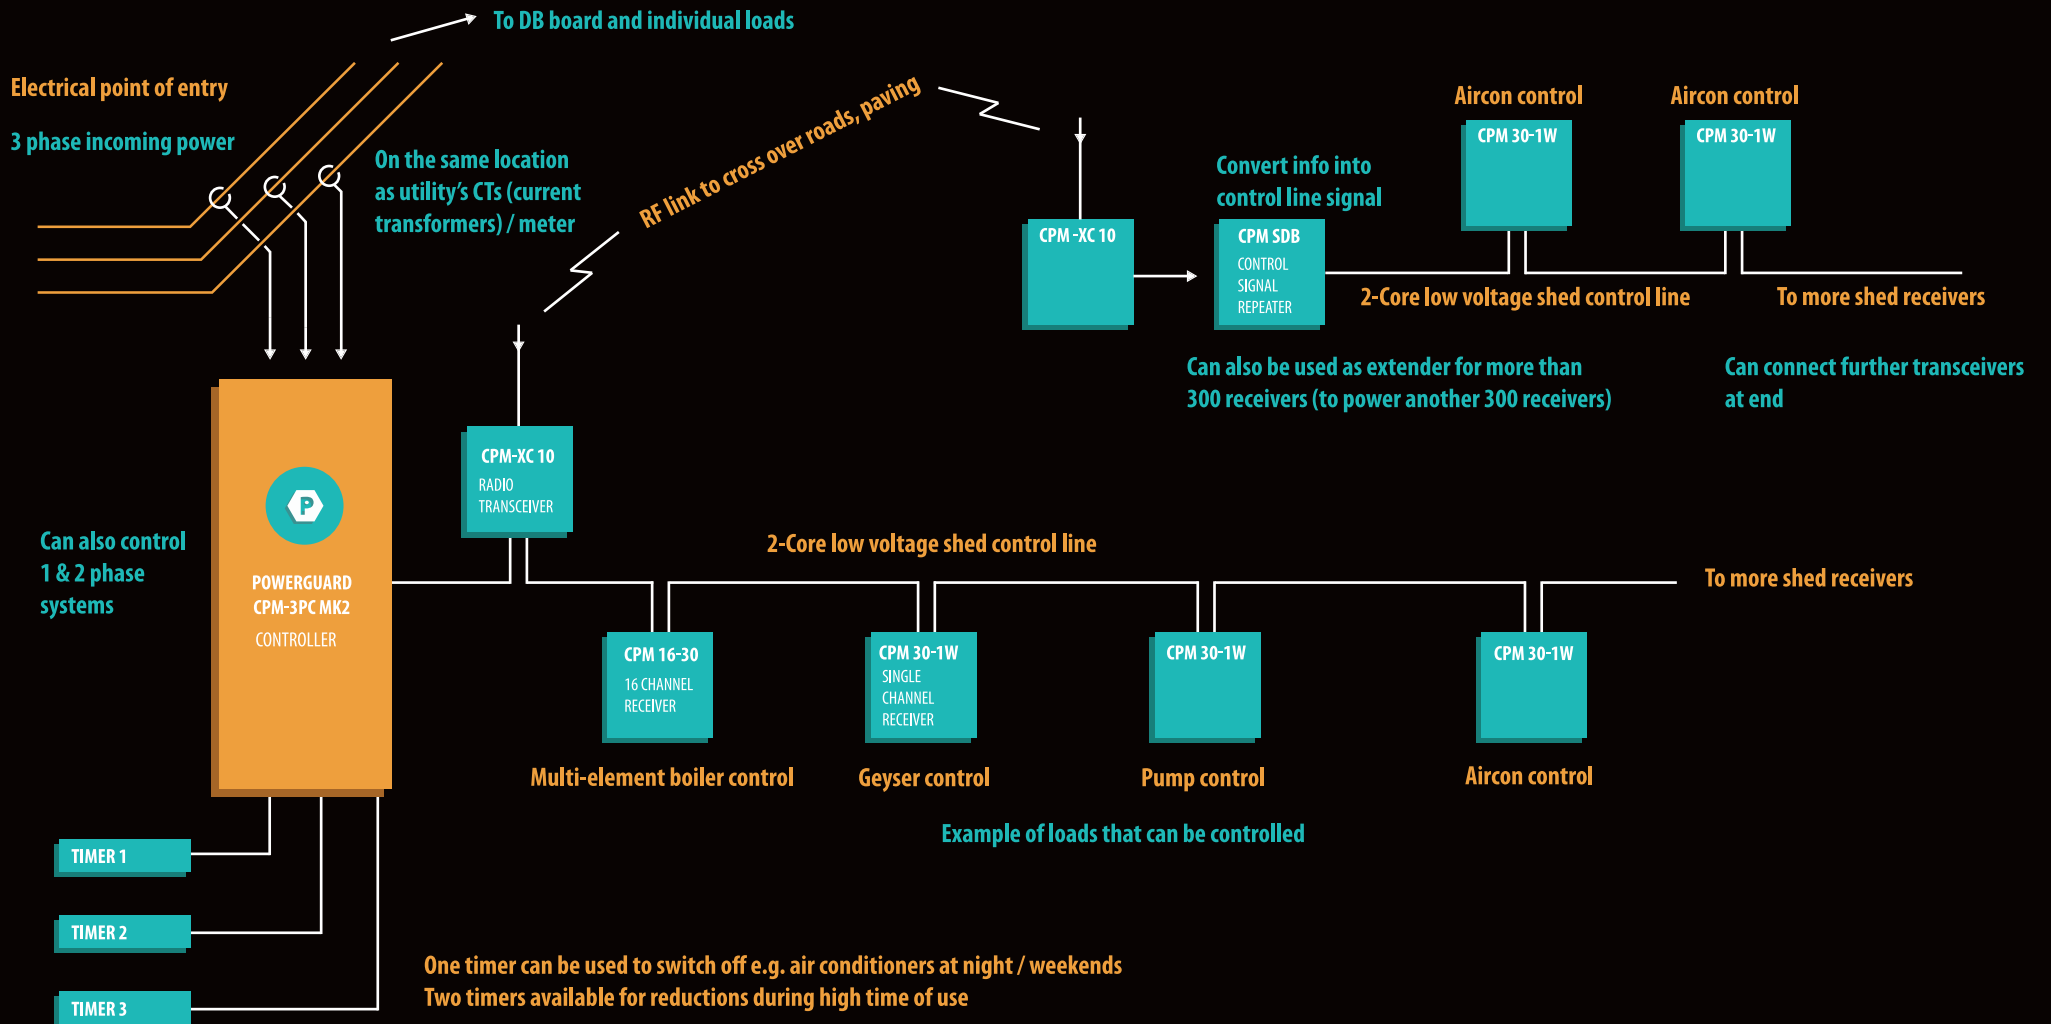 To DB board and individual loads
Electrical point of entry
3 phase incoming power
On the same location
as utility's CTs (current
transformers) / meter
RF link to cross over roads, paving
Aircon control
CPM 30-1W
Aircon control
CPM 30-1W
Convert info into
control line signal
CPM -XC 10
CPM SDB
CONTROL
SIGNAL
REPEATER
2-Core low voltage shed control line
To more shed receivers
Can also be used as extender for more than
300 receivers (to power another 300 receivers)
Can connect further transceivers
at end
CPM-XC 10
RADIO
TRANSCEIVER
Can also control
1 & 2 phase
systems
P
POWERGUARD
CPM-3PC MK2
CONTROLLER
2-Core low voltage shed control line
To more shed receivers
CPM 16-30
16 CHANNEL
RECEIVER
Multi-element boiler control
CPM 30-1W
SINGLE
CHANNEL
RECEIVER
Geyser control
CPM 30-1W
Pump control
CPM 30-1W
Aircon control
Example of loads that can be controlled
TIMER 1
TIMER 2
TIMER 3
One timer can be used to switch off e.g. air conditioners at night / weekends
Two timers available for reductions during high time of use